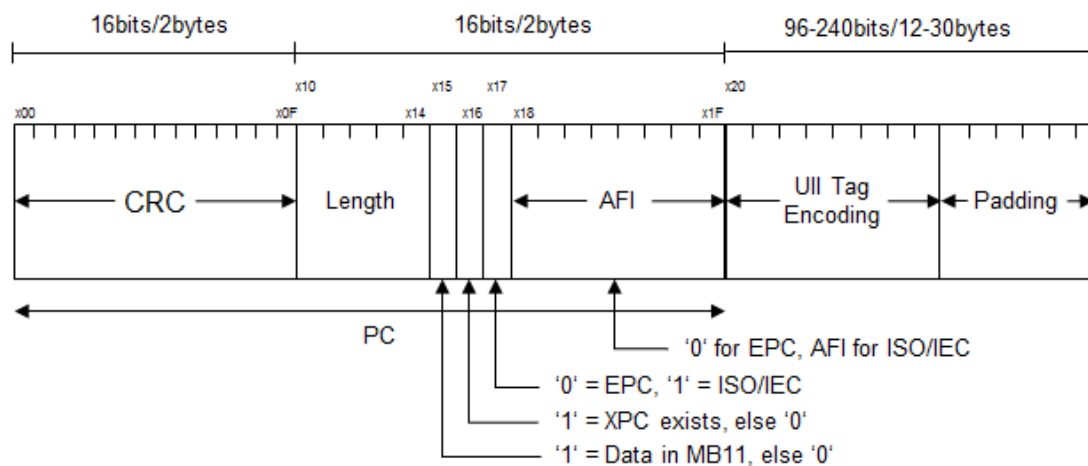 16bits/2bytes 16bits/2bytes 96-240bits/12-30bytes
x10 x15 x17 x20
x00 x0F x14 x16 x18 x1F
CRC Length AFI UII Tag Encoding Padding
PC
‘0‘ for EPC, AFI for ISO/IEC
‘0‘ = EPC, ‘1‘ = ISO/IEC
‘1‘ = XPC exists, else ‘0‘
‘1‘ = Data in MB11, else ‘0‘